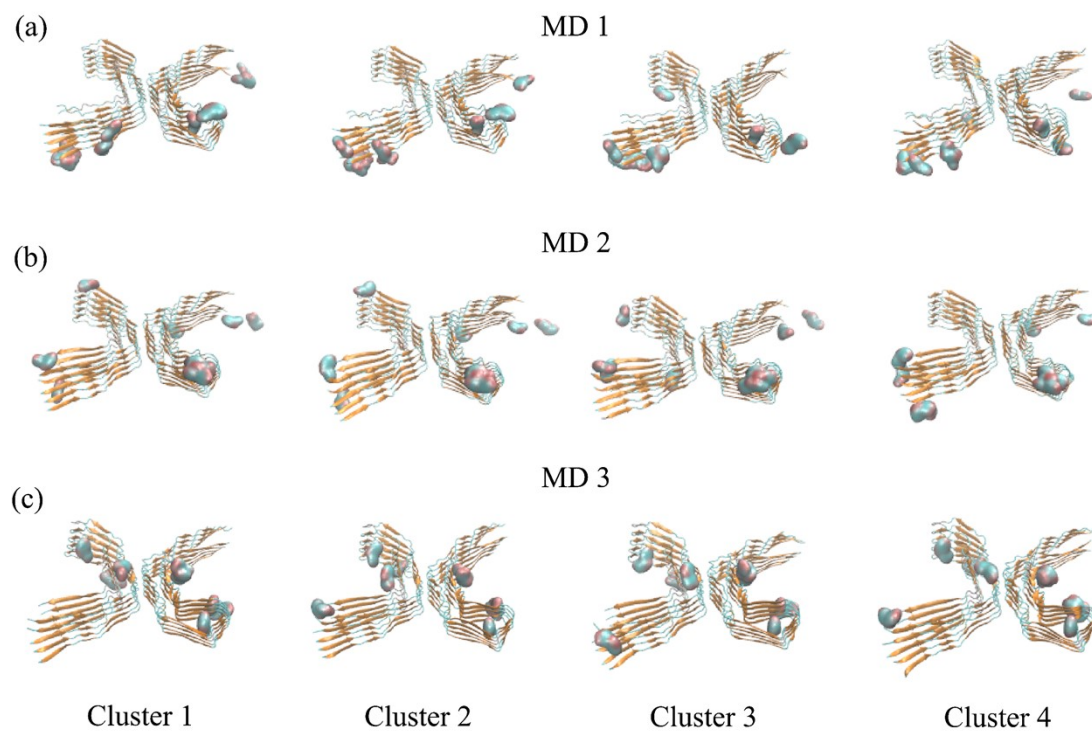 (a)
MD 1
(b)
MD 2
(c)
MD 3
Cluster 1
Cluster 2
Cluster 3
Cluster 4